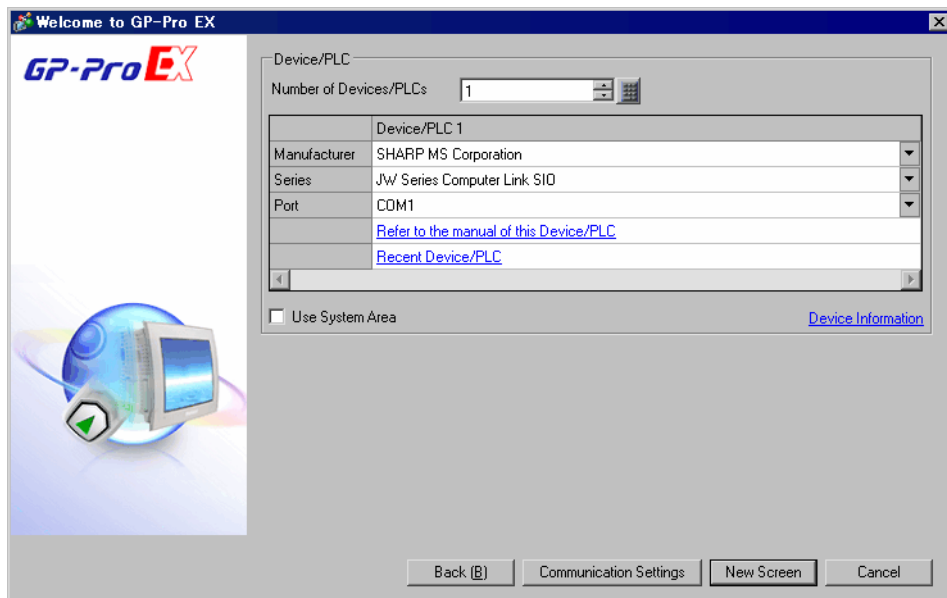 Welcome to GP-Pro EX
GP-Pro EX
Device/PLC
Number of Devices/PLCs 1
Device/PLC 1
Manufacturer SHARP MS Corporation
Series JW Series Computer Link SIO
Port COM1
Refer to the manual of this Device/PLC
Recent Device/PLC
Use System Area Device Information
Back (B) Communication Settings New Screen Cancel